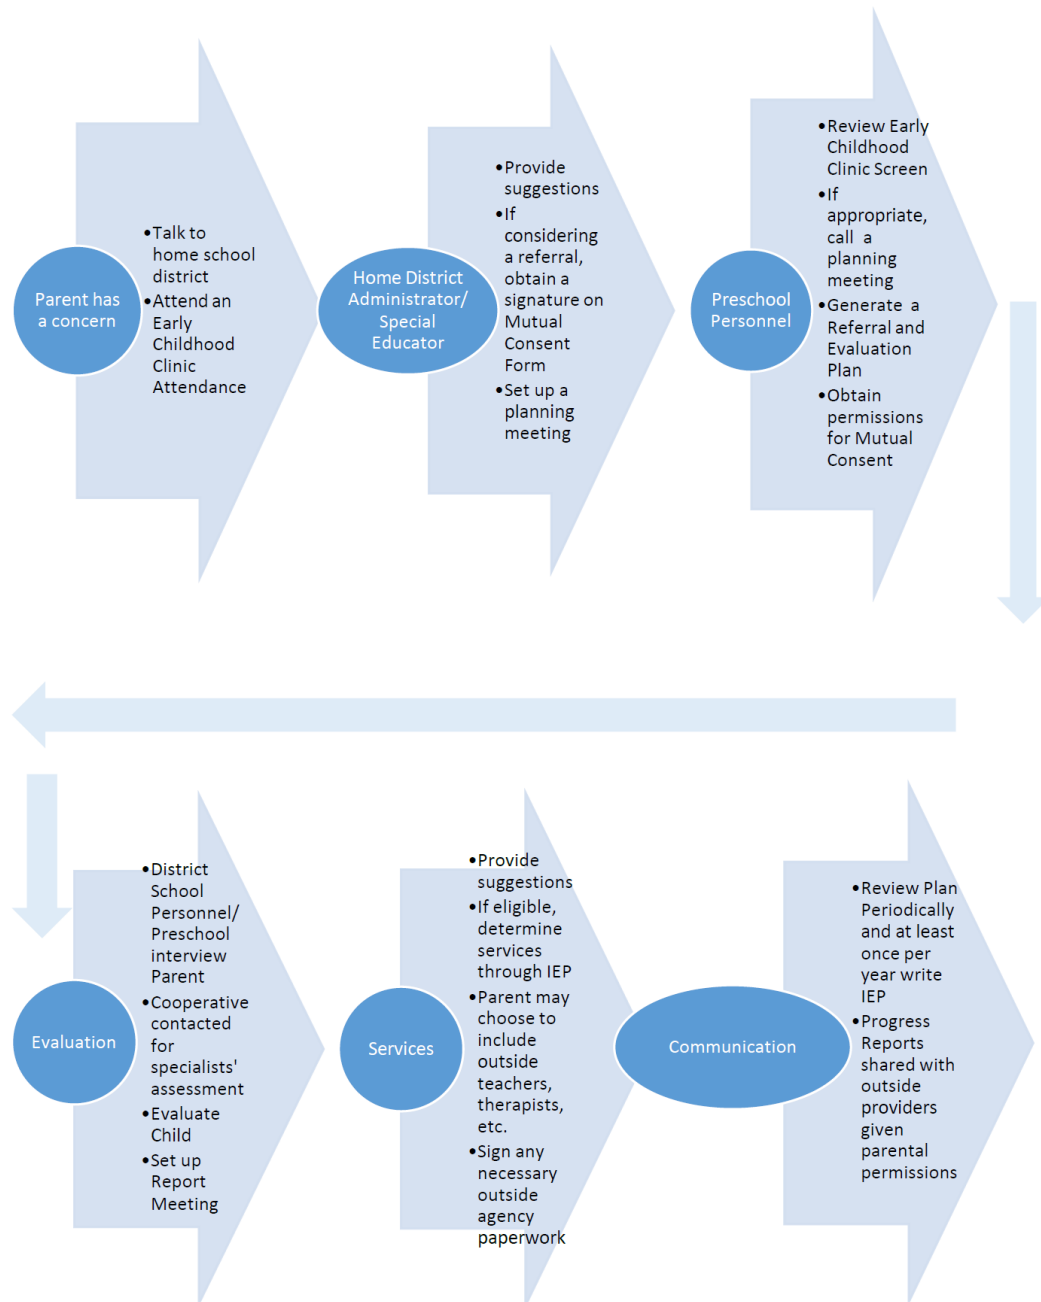 Parent has
a concern
•Talk to
home school
district
•Attend an
Early
Childhood
Clinic
Attendance
Home District
Administrator/
Special
Educator
•Provide
suggestions
•If
considering
a referral,
obtain a
signature on
Mutual
Consent
Form
•Set up a
planning
meeting
Preschool
Personnel
•Review Early
Childhood
Clinic Screen
•If
appropriate,
call a
planning
meeting
•Generate a
Referral and
Evaluation
Plan
•Obtain
permissions
for Mutual
Consent
Evaluation
•District
School
Personnel/
Preschool
interview
Parent
•Cooperative
contacted
for
specialists'
assessment
•Evaluate
Child
•Set up
Report
Meeting
Services
•Provide
suggestions
•If eligible,
determine
services
through IEP
•Parent may
choose to
include
outside
teachers,
therapists,
etc.
•Sign any
necessary
outside
agency
paperwork
Communication
•Review Plan
Periodically
and at least
once per
year write
IEP
•Progress
Reports
shared with
outside
providers
given
parental
permissions